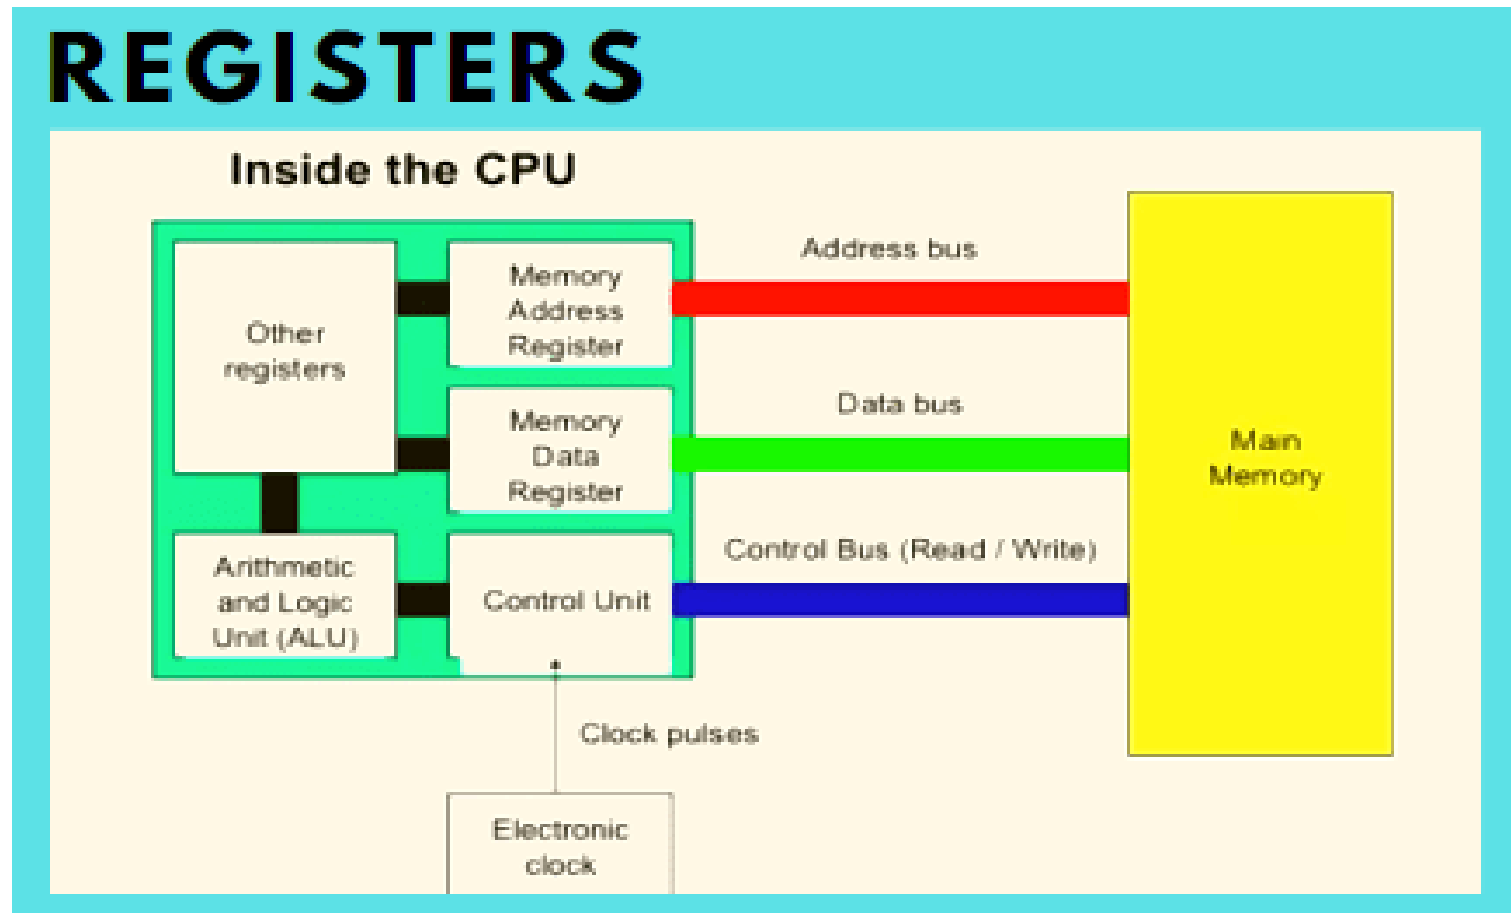 REGISTERS
Inside the CPU
Other
registers
Memory
Address
Register
Address bus
Memory
Data
Register
Data bus
Main
Memory
Arithmetic
and Logic
Unit (ALU)
Control Unit
Control Bus (Read / Write)
Clock pulses
Electronic
clock